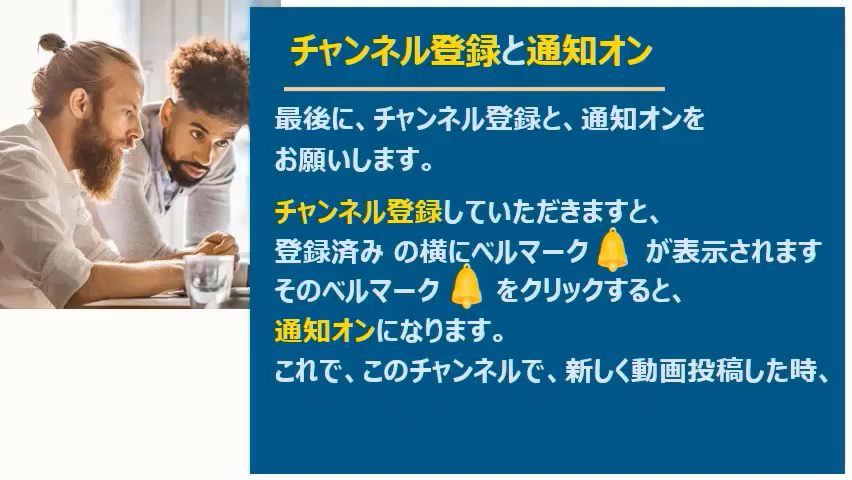 チャンネル登録と通知オン
最後に、チャンネル登録と、通知オンを
お願いします。
チャンネル登録していただきますと、
登録済み の横にベルマーク🔔が表示されます
そのベルマーク🔔をクリックすると、
通知オンになります。
これで、このチャンネルで、新しく動画投稿した時、